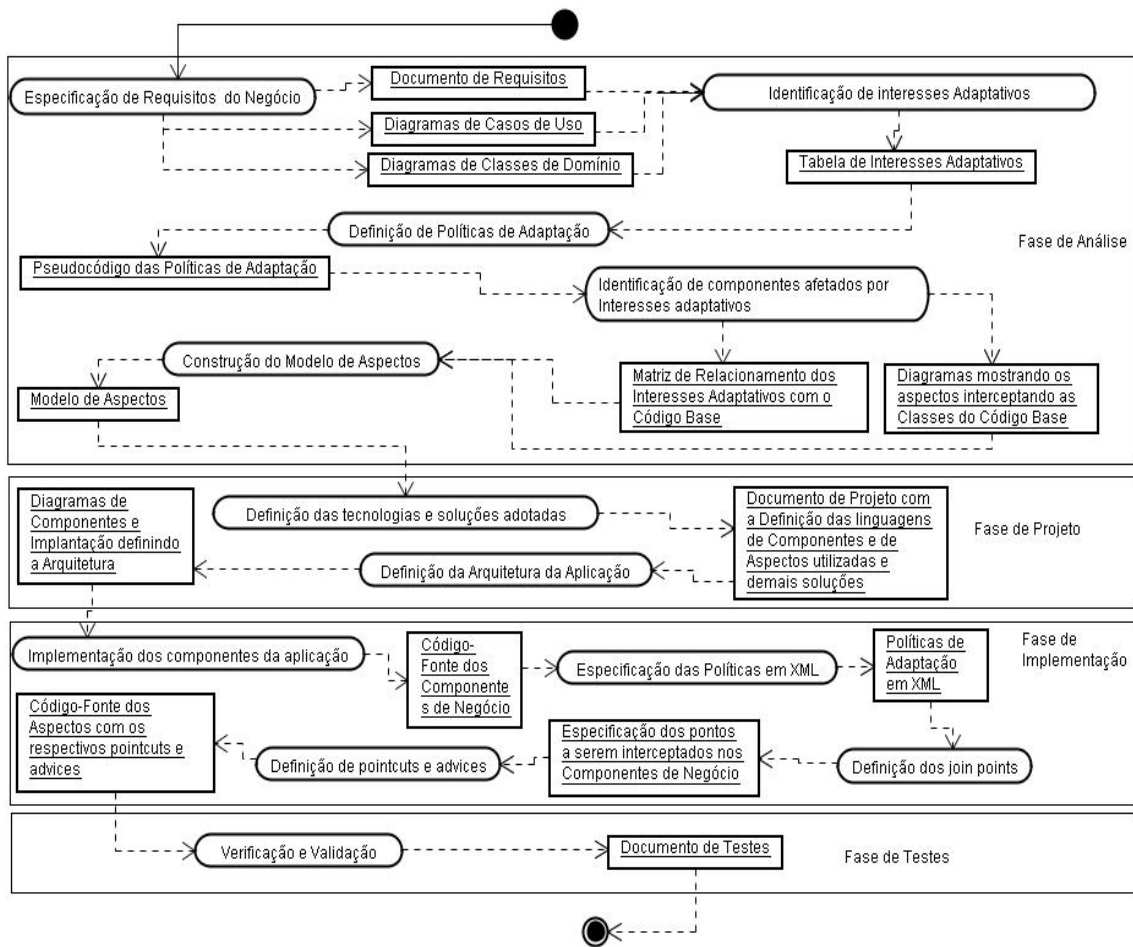 Especificação de Requisitos do Negócio
Documento de Requisitos
Identificação de interesses Adaptativos
Diagramas de Casos de Uso
Diagramas de Classes de Domínio
Tabela de Interesses Adaptativos
Definição de Políticas de Adaptação
Fase de Análise
Pseudocódigo das Políticas de Adaptação
Identificação de componentes afetados por
Interesses adaptativos
Construção do Modelo de Aspectos
Modelo de Aspectos
Matriz de Relacionamento dos
Interesses Adaptativos com o
Código Base
Diagramas mostrando os
aspectos interceptando as
Classes do Código Base
Diagramas de
Componentes e
Implantação definindo
a Arquitetura
Definição das tecnologias e soluções adotadas
Documento de Projeto com
a Definição das linguagens
de Componentes e de
Aspectos utilizadas e
demais soluções
Fase de Projeto
Definição da Arquitetura da Aplicação
Implementação dos componentes da aplicação
Código-
Fonte dos
Componente
s de Negócio
Especificação das Políticas em XML
Políticas de
Adaptação
em XML
Fase de
Implementação
Código-Fonte dos
Aspectos com os
respectivos pointcuts e
advices
Definição de pointcuts e advices
Especificação dos pontos
a serem interceptados nos
Componentes de Negócio
Definição dos join points
Verificação e Validação
Documento de Testes
Fase de Testes